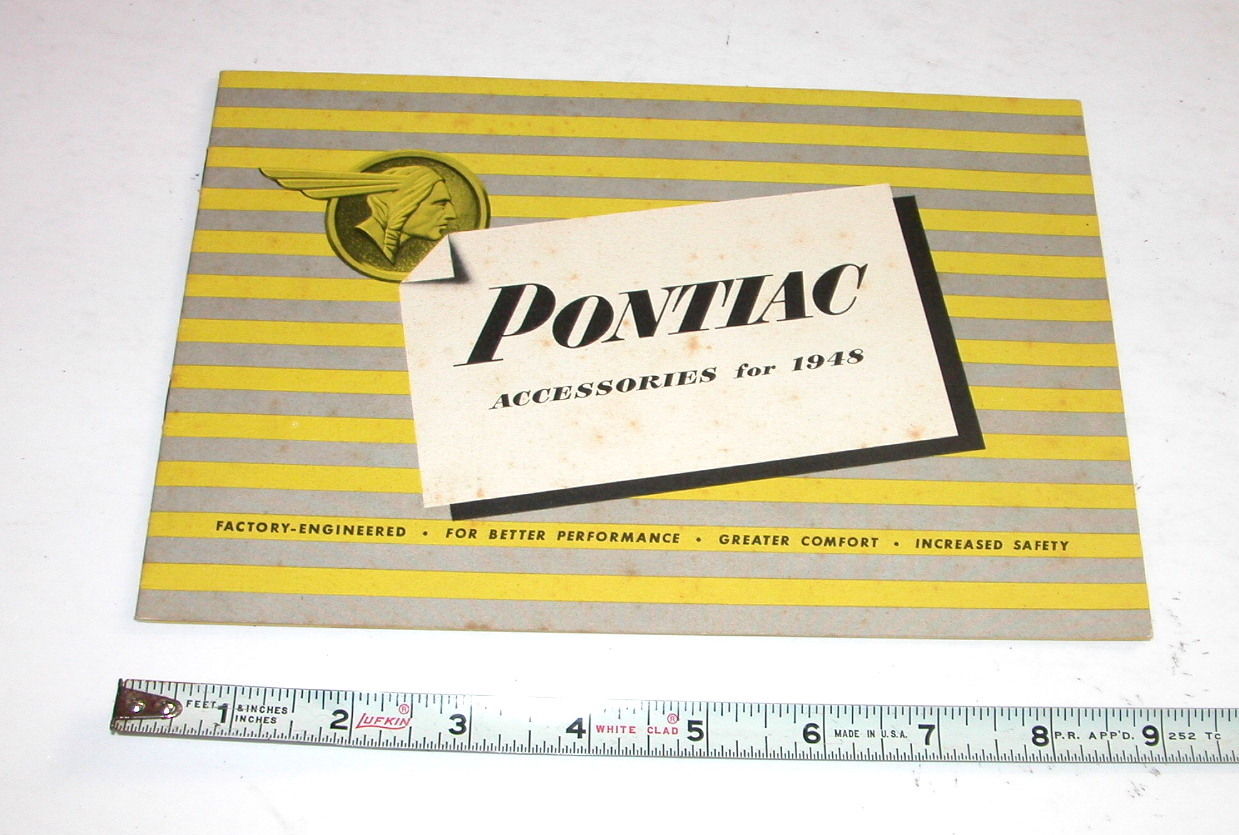 PONTIAC
ACCESSORIES for 1948
FACTORY-ENGINEERED • FOR BETTER PERFORMANCE • GREATER COMFORT • INCREASED SAFETY
FEET & INCHES
INCHES
1 2 LUFKIN® 3 4 WHITE CLAD® 5 6 MADE IN U.S.A. 7 8 P.R. APP'D. 9 252 TC